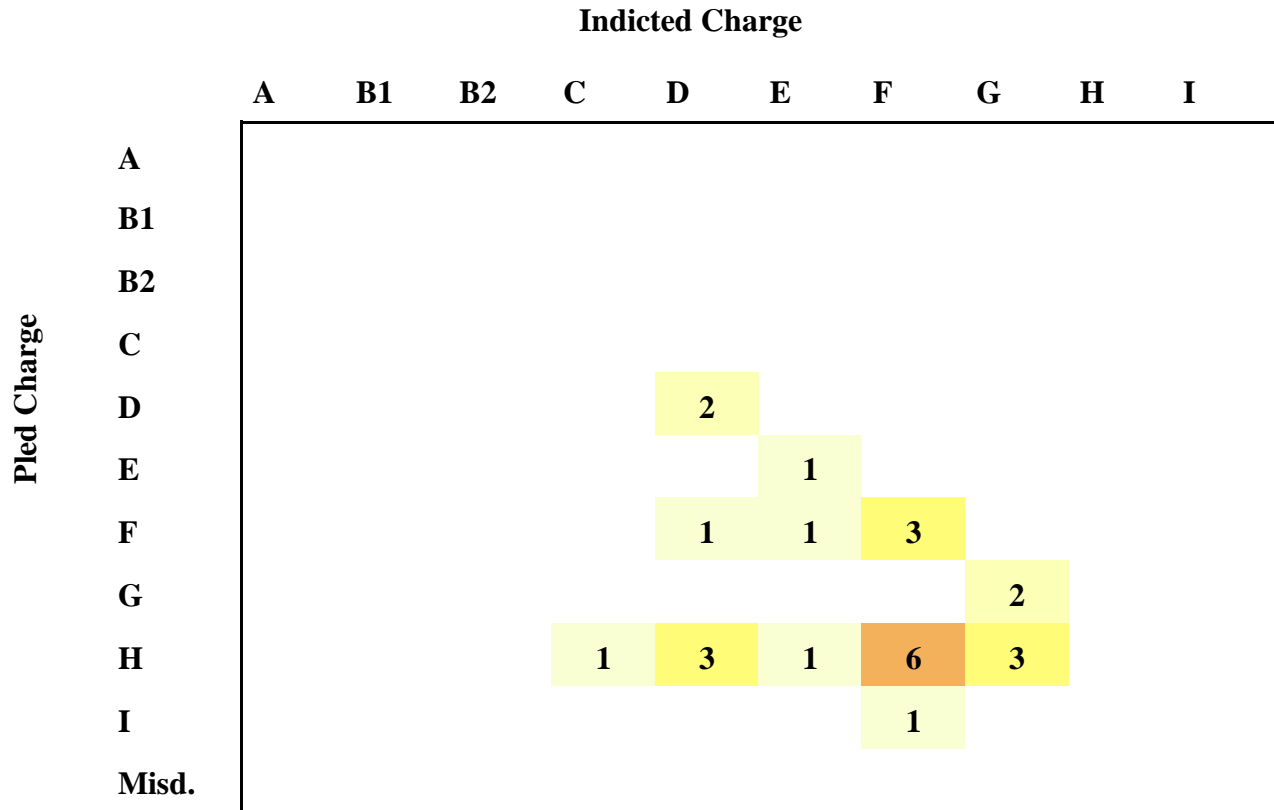 Indicted Charge
A B1 B2 C D E F G H I
Pled Charge
A
B1
B2
C
D 2
E 1
F 1 1 3
G 2
H 1 3 1 6 3
I 1
Misd.